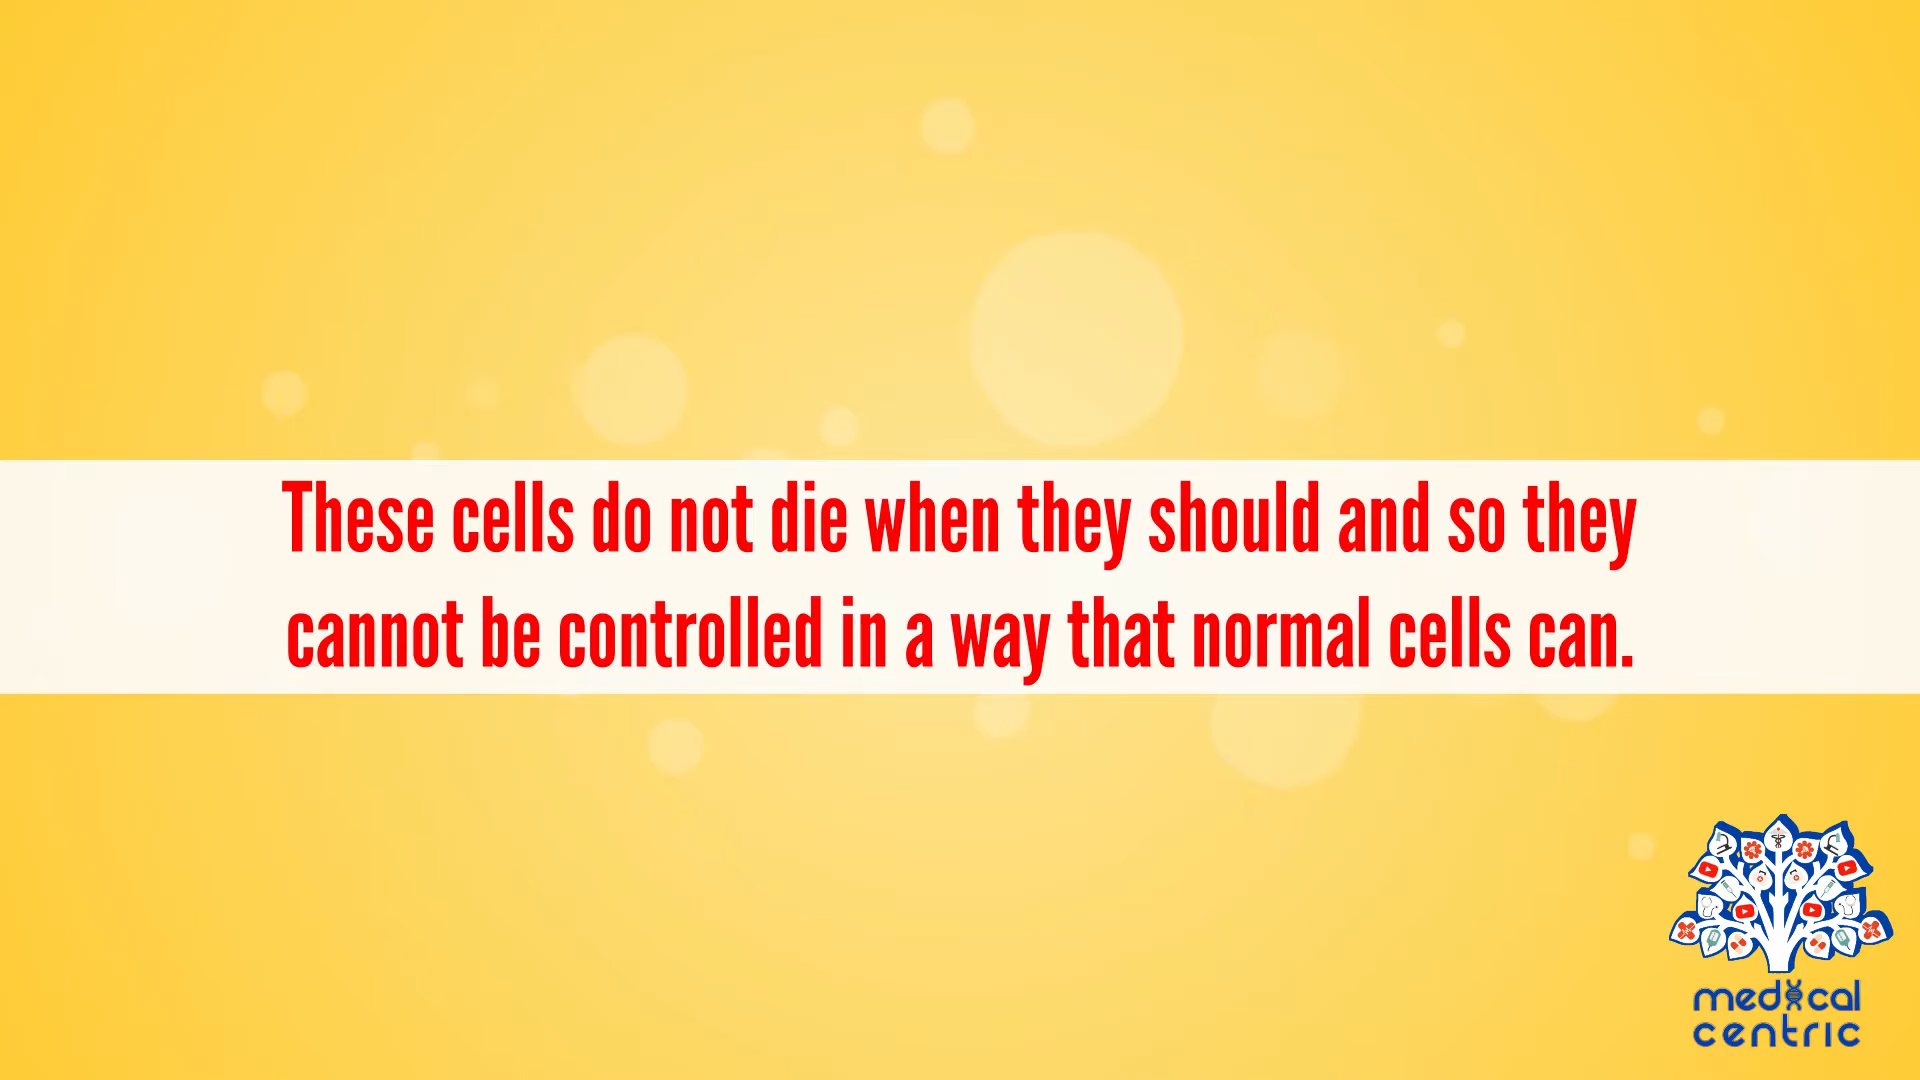 These cells do not die when they should and so they
cannot be controlled in a way that normal cells can.
medical
centric